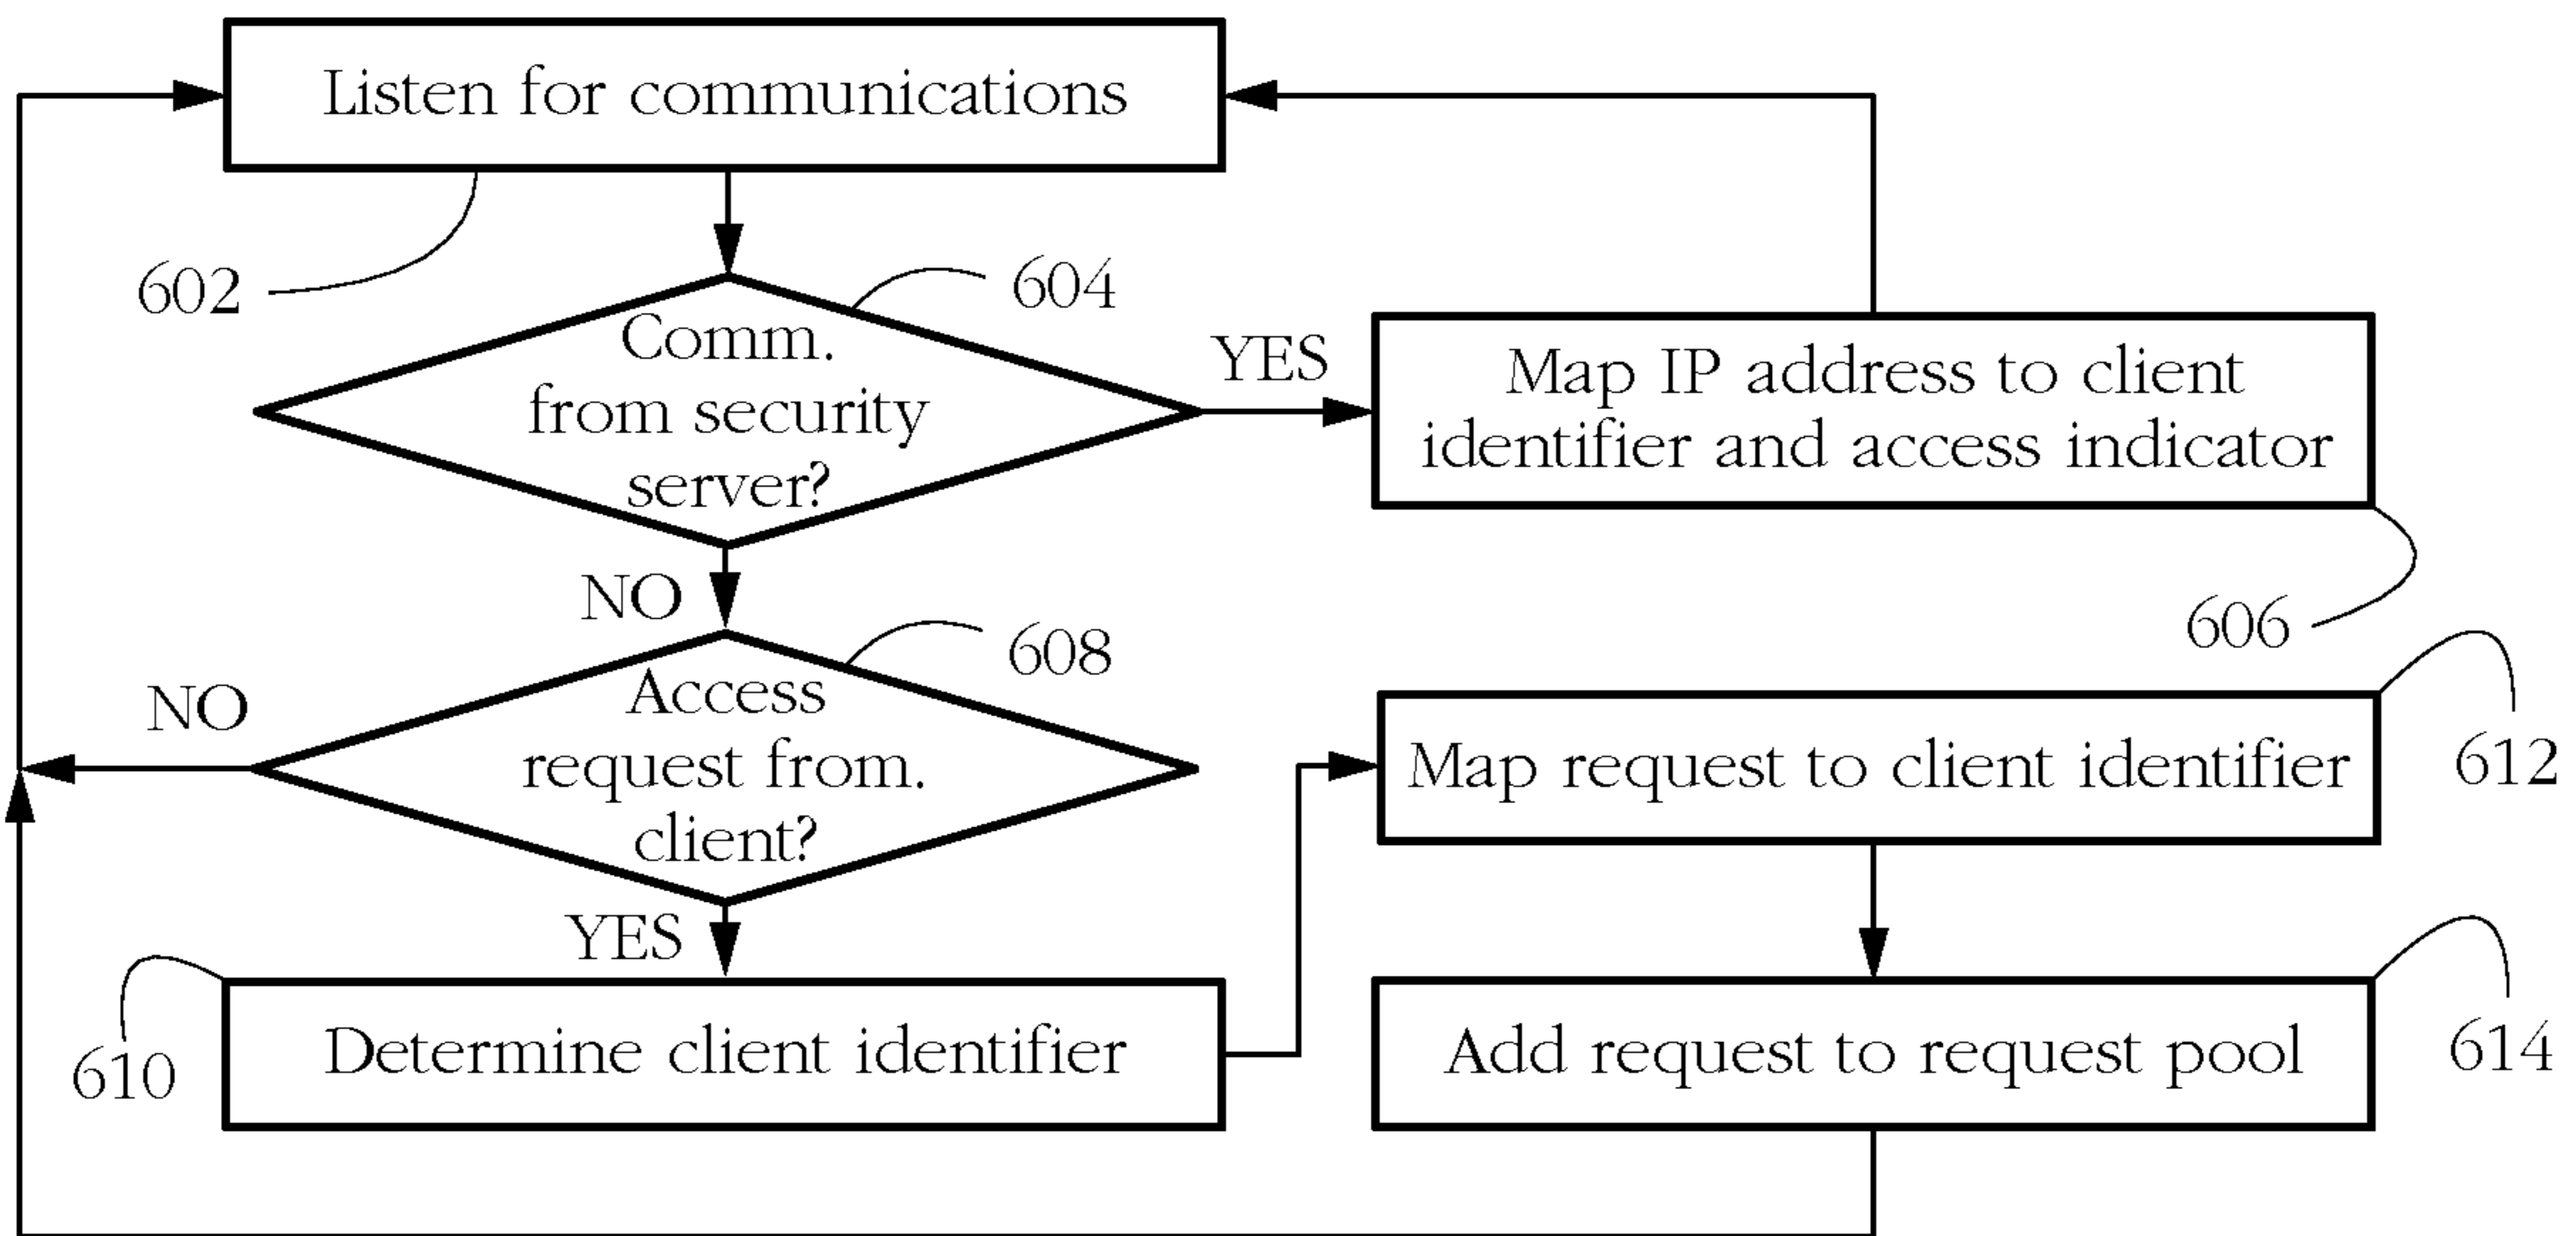 Listen for communications
602
604
Comm.
from security
server?
YES
Map IP address to client
identifier and access indicator
606
NO
608
Access
request from.
client?
NO
YES
Map request to client identifier
612
610
Determine client identifier
Add request to request pool
614